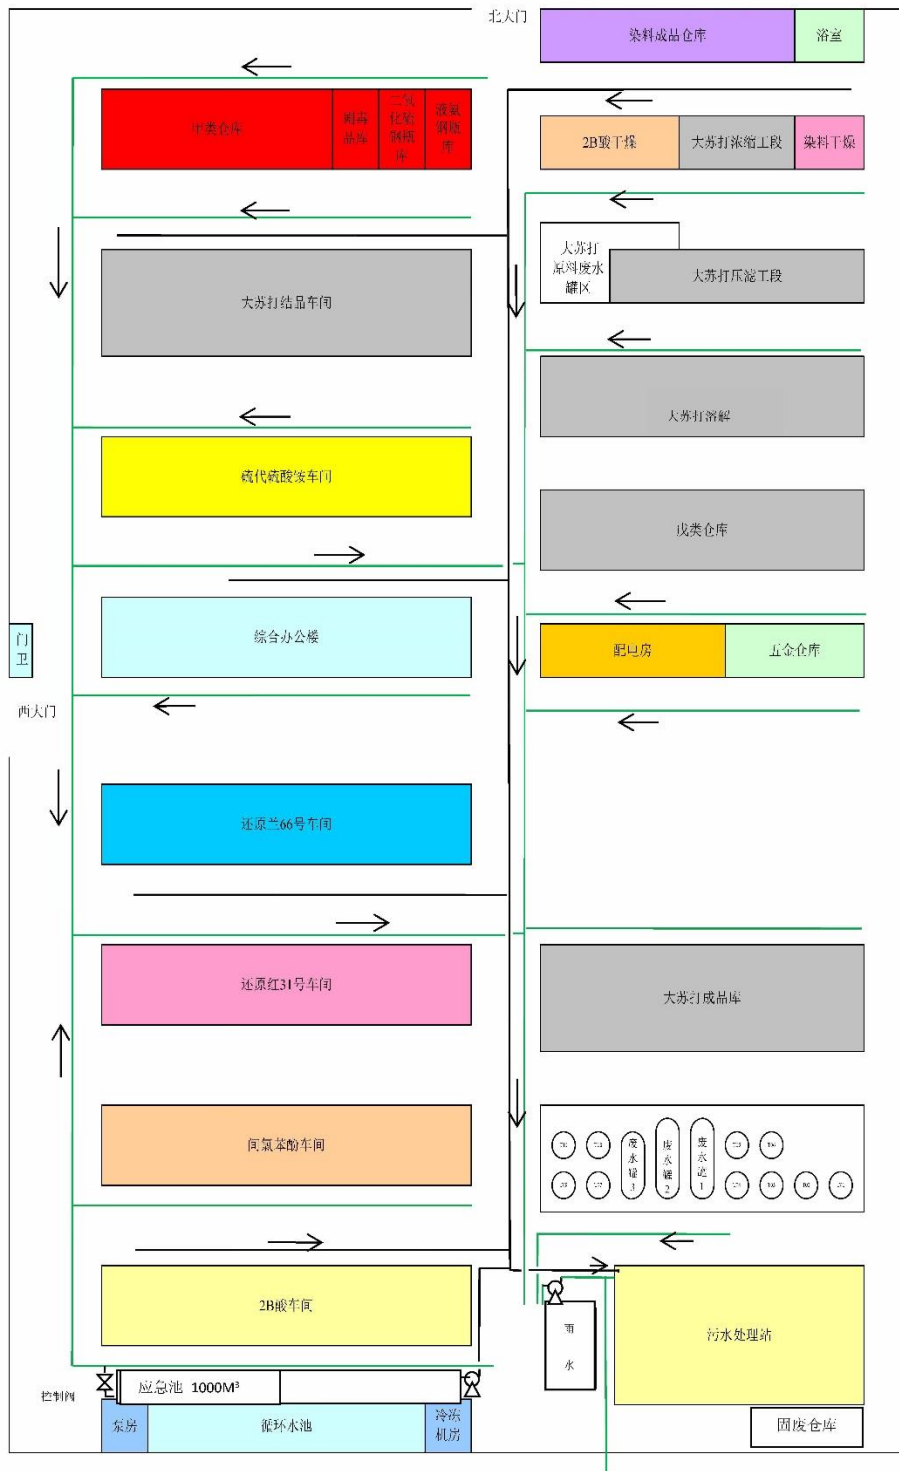 北大门
染料成品仓库
浴室
甲类仓库
剧毒
品库
二氧
化硫
钢瓶
库
钢瓶
库
2B酸干燥
大苏打浓缩工段
染料干燥
大苏打
原料废水
罐区
大苏打压滤工段
大苏打结晶车间
大苏打溶解
硫代硫酸铵车间
戊类仓库
门
卫
综合办公楼
配电房
五金仓库
西大门
还原兰66号车间
还原红31号车间
大苏打成品库
间氯苯酚车间
废水罐3
废水罐2
废水池1
2B酸车间
雨
水
污水处理站
控制阀
应急池 1000M³
泵房
循环水池
冷冻
机房
固废仓库